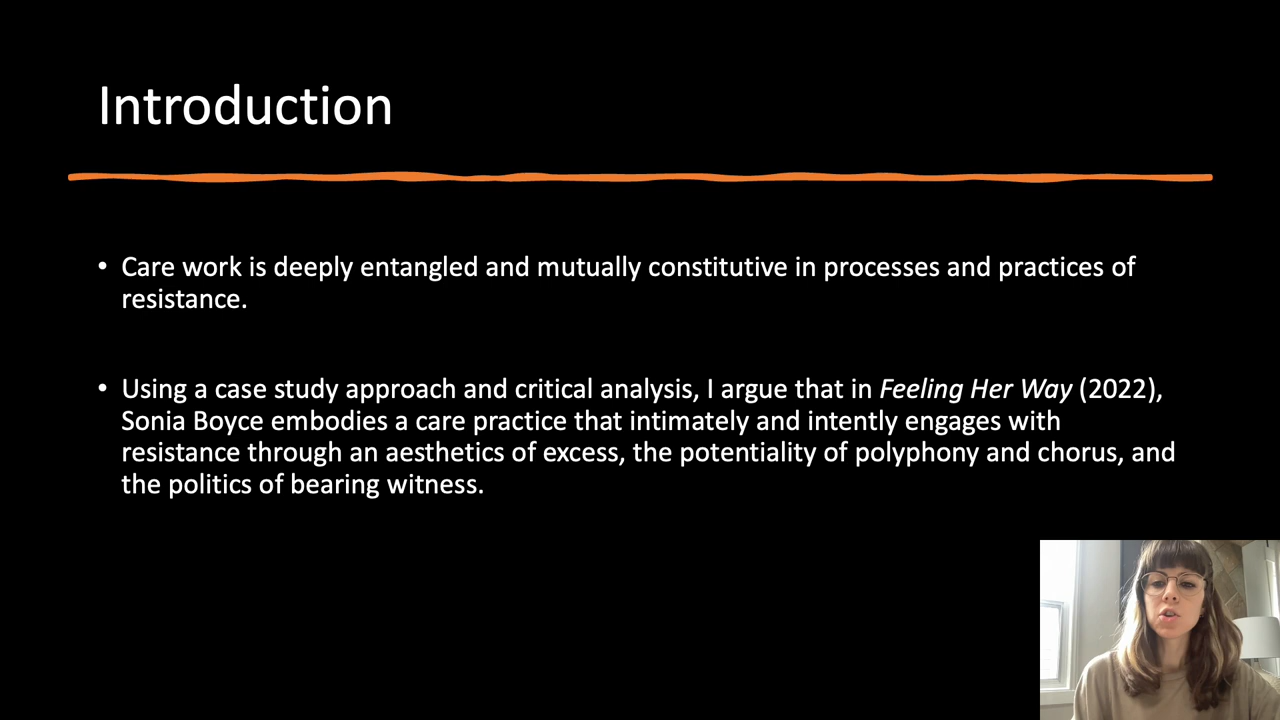 Introduction
• Care work is deeply entangled and mutually constitutive in processes and practices of
resistance.
• Using a case study approach and critical analysis, I argue that in Feeling Her Way (2022),
Sonia Boyce embodies a care practice that intimately and intently engages with
resistance through an aesthetics of excess, the potentiality of polyphony and chorus, and
the politics of bearing witness.